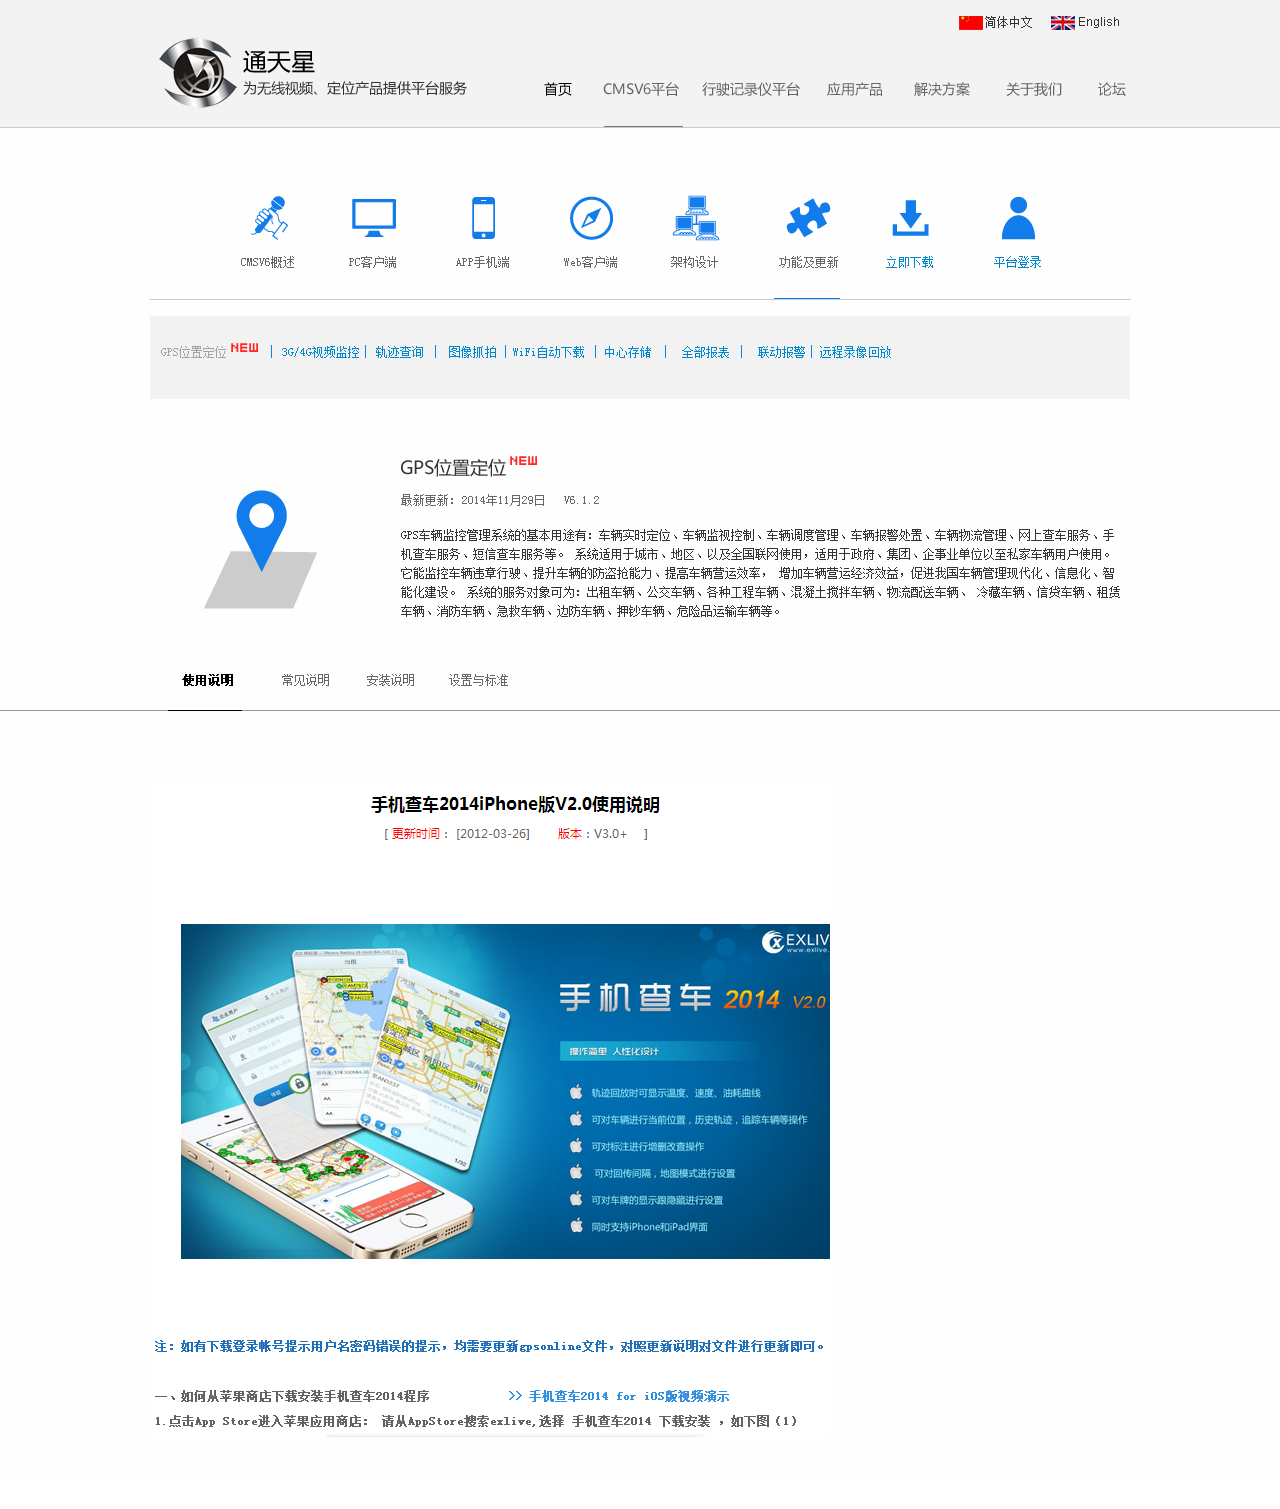 简体中文 English
通天星
为无线视频、定位产品提供平台服务
首页 CMSV6平台 行驶记录仪平台 应用产品 解决方案 关于我们 论坛
CMSV6概述 PC客户端 APP手机端 Web客户端 架构设计 功能及更新 立即下载 平台登录
GPS位置定位 NEW | 3G/4G视频监控 | 轨迹查询 | 图像抓拍 | WiFi自动下载 | 中心存储 | 全部报表 | 联动报警 | 远程录像回放
GPS位置定位 NEW
最新更新：2014年11月29日 V6.1.2
GPS车辆监控管理系统的基本用途有：车辆实时定位、车辆监视控制、车辆调度管理、车辆报警处置、车辆物流管理、网上查车服务、手
机查车服务、短信查车服务等。 系统适用于城市、地区、以及全国联网使用，适用于政府、集团、企事业单位以至私家车辆用户使用。
它能监控车辆违章行驶、提升车辆的防盗抢能力、提高车辆营运效率， 增加车辆营运经济效益，促进我国车辆管理现代化、信息化、智
能化建设。 系统的服务对象可为：出租车辆、公交车辆、各种工程车辆、混凝土搅拌车辆、物流配送车辆、 冷藏车辆、信贷车辆、租赁
车辆、消防车辆、急救车辆、边防车辆、押钞车辆、危险品运输车辆等。
使用说明 常见说明 安装说明 设置与标准
手机查车2014iPhone版V2.0使用说明
[ 更新时间： [2012-03-26] 版本：V3.0+ ]
EXLIV
www.exlive.
手机查车 2014 V2.0
操作简单 人性化设计
轨迹回放时可显示温度、速度、油耗曲线
可对车辆进行当前位置，历史轨迹，追踪车辆等操作
可对标注进行增删改查操作
可对回传间隔，地图模式进行设置
可对车牌的显示跟隐藏进行设置
同时支持iPhone和iPad界面
注：如有下载登录帐号提示用户名密码错误的提示，均需要更新gpsonline文件，对照更新说明对文件进行更新即可。
一、如何从苹果商店下载安装手机查车2014程序 >> 手机查车2014 for iOS版视频演示
1.点击App Store进入苹果应用商店： 请从AppStore搜索exlive,选择 手机查车2014 下载安装 ，如下图（1）